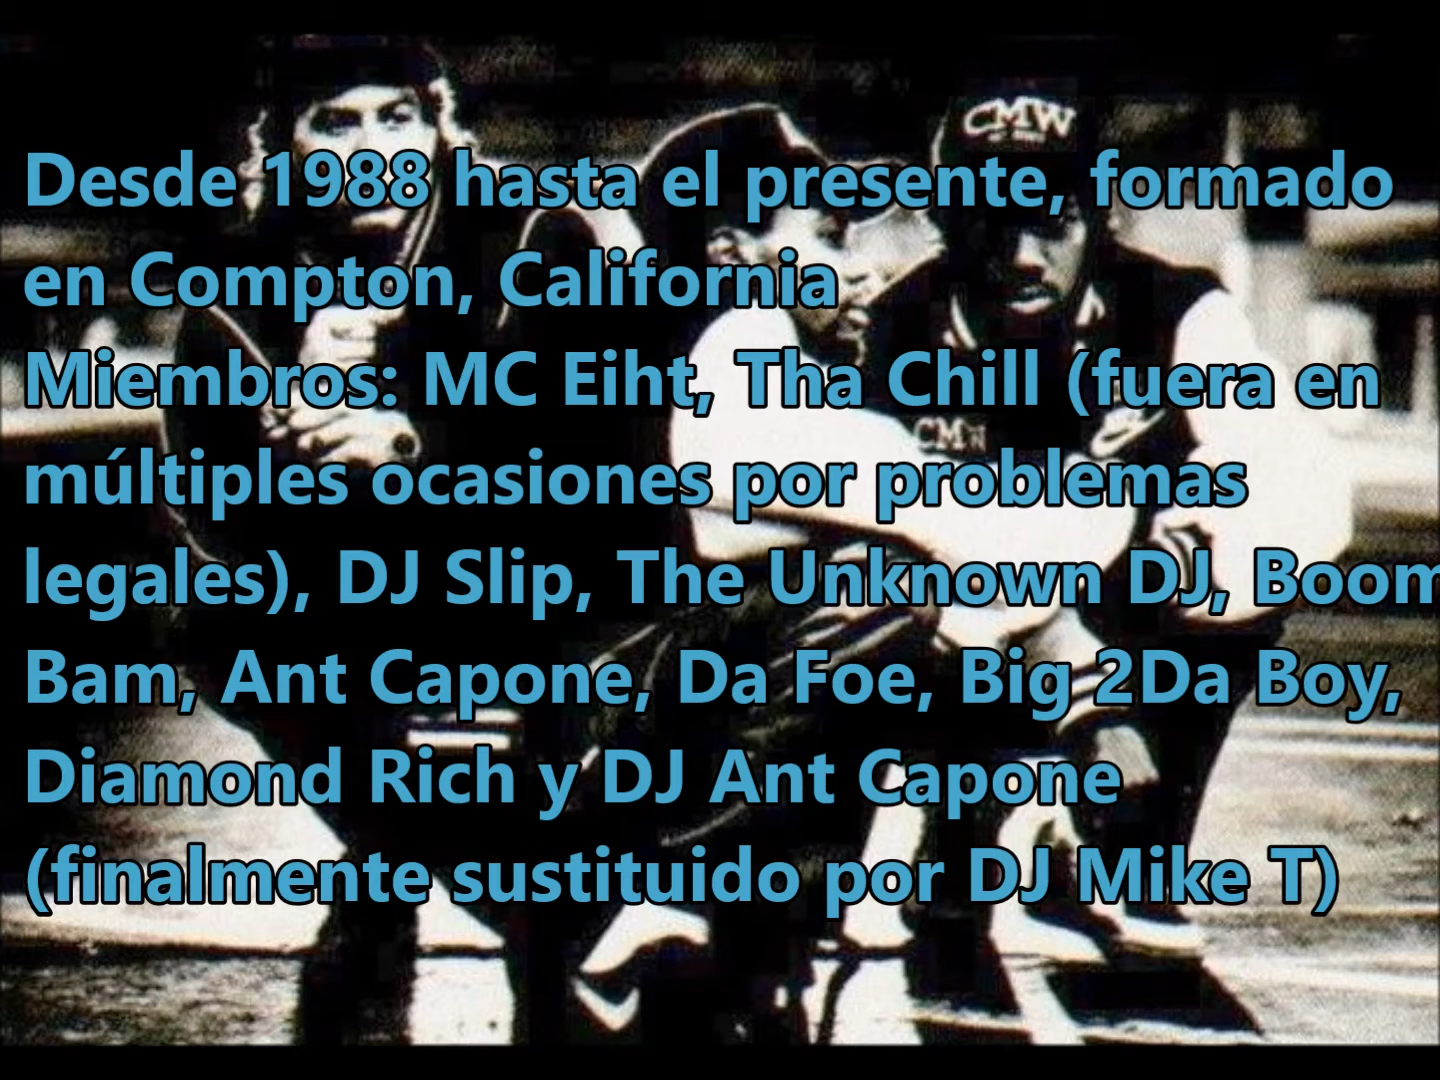 CMW
Desde 1988 hasta el presente, formado
en Compton, California
Miembros: MC Eiht, Tha Chill (fuera en
CMW
múltiples ocasiones por problemas
legales), DJ Slip, The Unknown DJ, Boom
Bam, Ant Capone, Da Foe, Big 2Da Boy,
Diamond Rich y DJ Ant Capone
(finalmente sustituido por DJ Mike T)